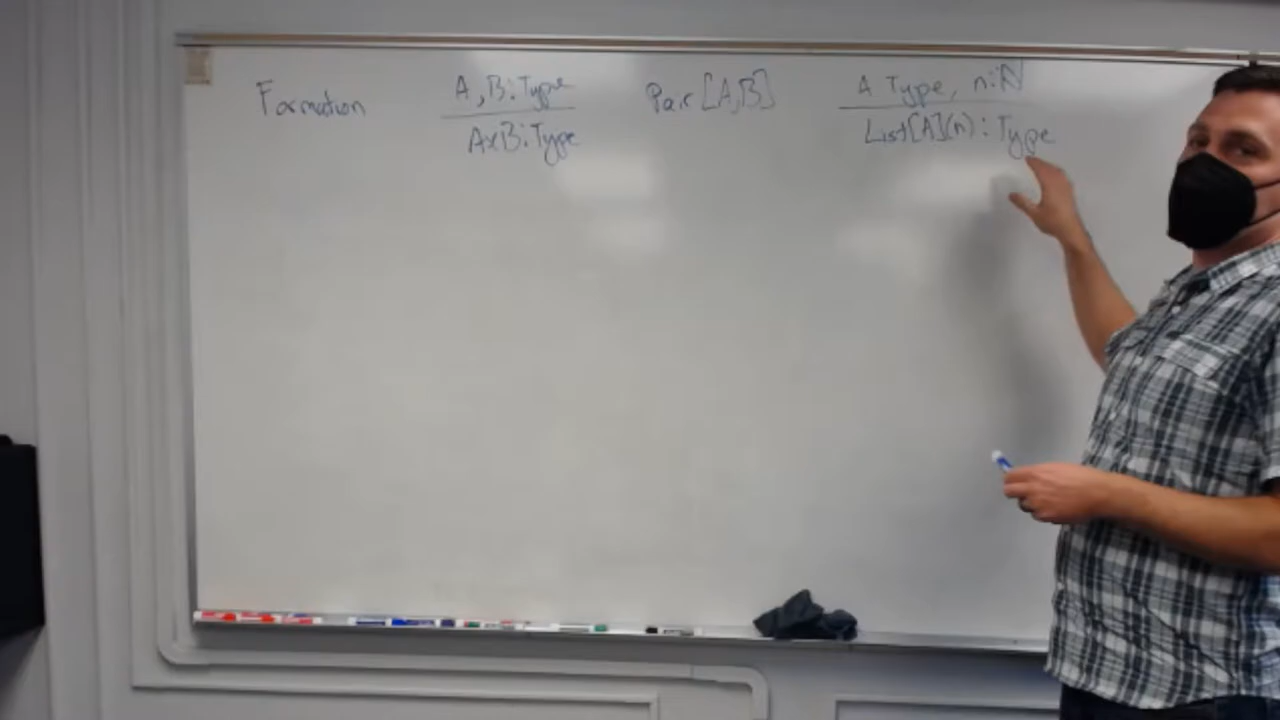 Formation
A, B : Type
A×B : Type
Pair[A,B]
A Type, n:ℕ
List[A](n) : Type